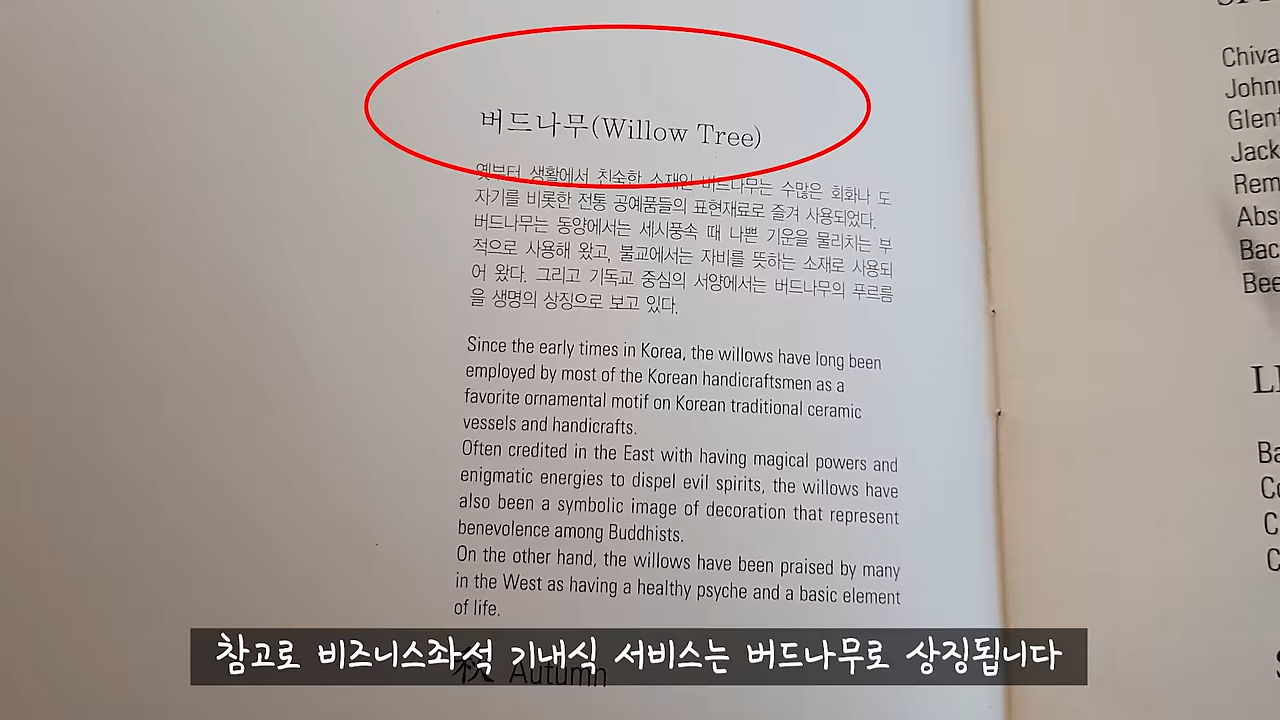 버드나무(Willow Tree)
옛부터 생활에서 친숙한 소재인 버드나무는 수많은 회화나 도
자기를 비롯한 전통 공예품들의 표현재료로 즐겨 사용되었다.
버드나무는 동양에서는 세시풍속 때 나쁜 기운을 물리치는 부
적으로 사용해 왔고, 불교에서는 자비를 뜻하는 소재로 사용되
어 왔다. 그리고 기독교 중심의 서양에서는 버드나무의 푸르름
을 생명의 상징으로 보고 있다.
Since the early times in Korea, the willows have long been
employed by most of the Korean handicraftsmen as a
favorite ornamental motif on Korean traditional ceramic
vessels and handicrafts.
Often credited in the East with having magical powers and
enigmatic energies to dispel evil spirits, the willows have
also been a symbolic image of decoration that represent
benevolence among Buddhists.
On the other hand, the willows have been praised by many
in the West as having a healthy psyche and a basic element
of life.
秋 Autumn
참고로 비즈니스좌석 기내식 서비스는 버드나무로 상징됩니다
Chiva
John
Glen
Jack
Rem
Abs
Bac
Bee